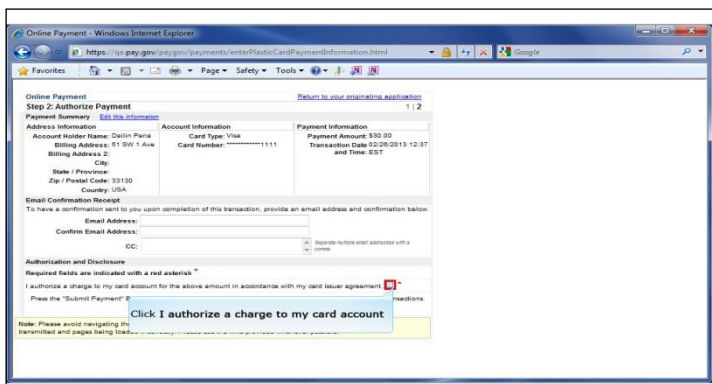 Online Payment - Windows Internet Explorer
https://qa.pay.gov/paygov/payments/enterPlasticCardPaymentInformation.html
Google
Favorites Page Safety Tools
Online Payment Return to your originating application
Step 2: Authorize Payment 1 | 2
Payment Summary Edit this information
Address Information Account Information Payment Information
Account Holder Name: Dailin Pena Card Type: Visa Payment Amount: $30.00
Billing Address: 51 SW 1 Ave Card Number: ************1111 Transaction Date 02/26/2013 12:37
Billing Address 2: and Time: EST
City:
State / Province:
Zip / Postal Code: 33130
Country: USA
Email Confirmation Receipt
To have a confirmation sent to you upon completion of this transaction, provide an email address and confirmation below
Email Address:
Confirm Email Address:
CC: Separate multiple email addresses with a
comma
Authorization and Disclosure
Required fields are indicated with a red asterisk *
I authorize a charge to my card account for the above amount in accordance with my card issuer agreement. *
Press the "Submit Payment" 
Click I authorize a charge to my card account
Note: Please avoid navigating the
transmitted and pages being loaded